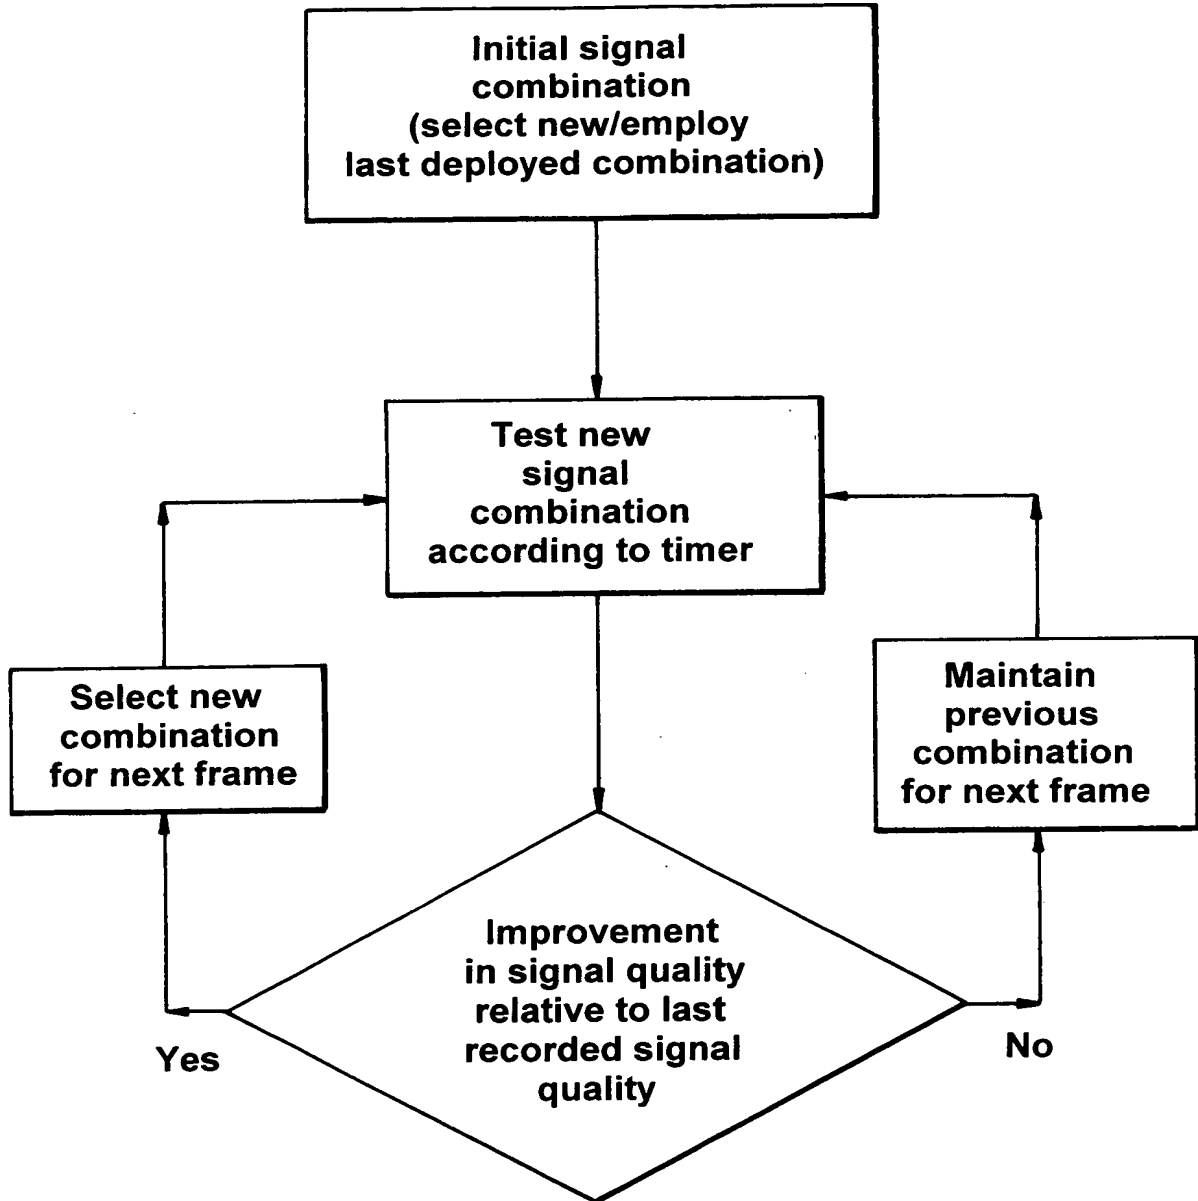 Initial signal
combination
(select new/employ
last deployed combination)
Test new
signal
combination
according to timer
Select new
combination
for next frame
Maintain
previous
combination
for next frame
Improvement
in signal quality
relative to last
recorded signal
quality
Yes
No